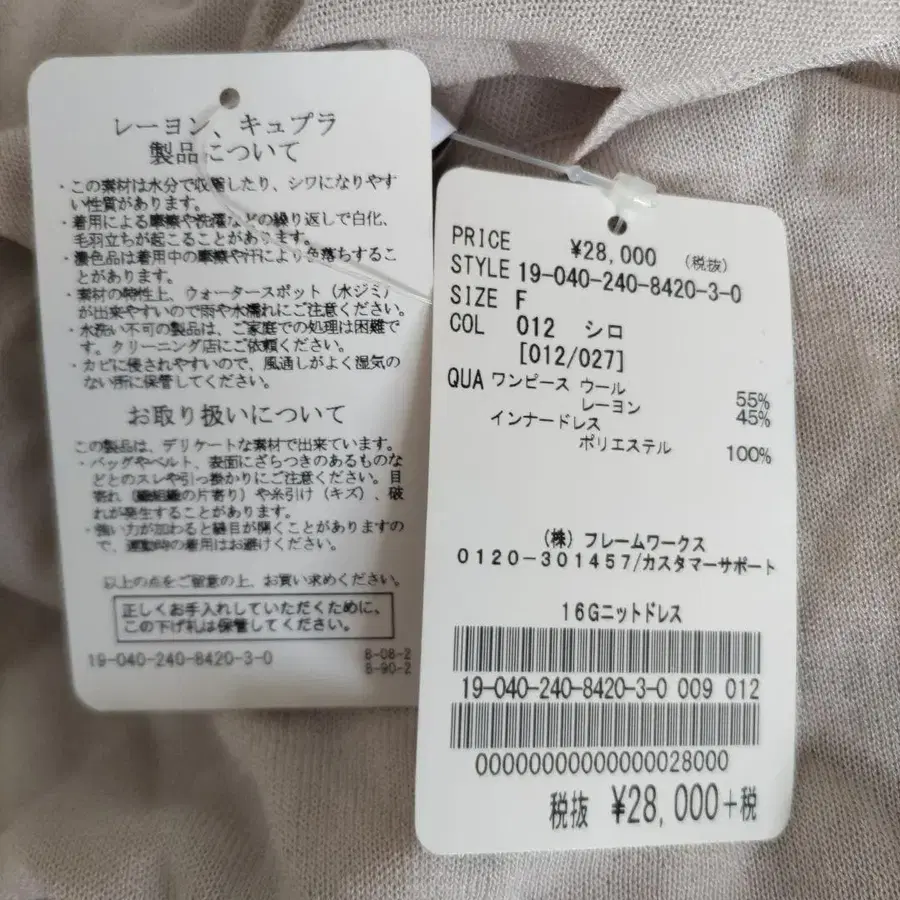 レーヨン、キュプラ
製品について
・この素材は水分で収縮したり、シワになりやす
い性質があります。
・着用による摩擦や洗濯などの繰り返しで白化、
毛羽立ちが起こることがあります。
・濃色品は着用中の摩擦や汗により色落ちするこ
とがあります。
・素材の特性上、ウォータースポット（水ジミ）
が出来やすいので雨や水濡れにご注意ください。
・水洗い不可の製品は、ご家庭での処理は困難で
す。クリーニング店にご依頼ください。
・カビに侵されやすいので、風通しがよく湿気の
ない所に保管してください。
お取り扱いについて
この製品は、デリケートな素材で出来ています。
・バッグやベルト、表面にざらつきのあるものな
どとのスレや引っ掛かりにご注意ください。目
寄れ（繊組織の片寄り）や糸引け（キズ）、破
れが発生することがあります。
・強い力が加わると縫目が開くことがありますの
で、運動時の着用はお避けください。
以上の点をご留意の上、お買い求めください。
正しくお手入れしていただくために、
この下げ札は保管してください。
19-040-240-8420-3-0
8-08-2
8-90-2
PRICE ¥28,000 (税抜)
STYLE 19-040-240-8420-3-0
SIZE F
COL 012 シロ
[012/027]
QUA ワンピース ウール 55%
レーヨン 45%
インナードレス
ポリエステル 100%
(株) フレームワークス
0120-301457/カスタマーサポート
16Gニットドレス
19-040-240-8420-3-0 009 012
00000000000000028000
税抜 ¥28,000+税